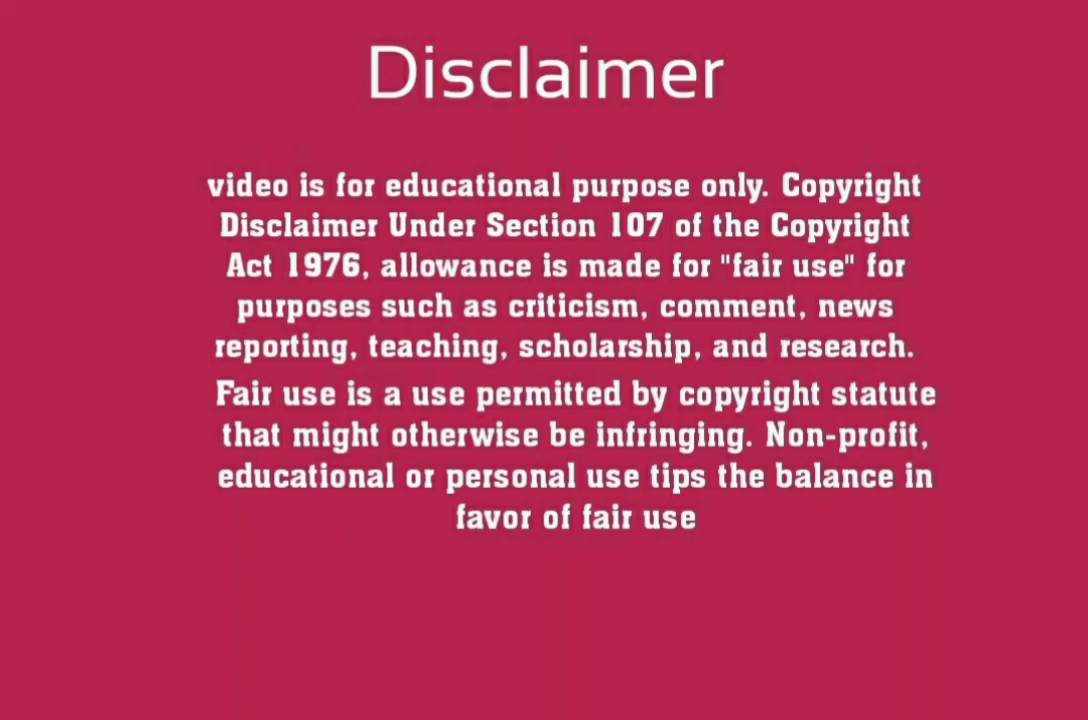 Disclaimer
video is for educational purpose only. Copyright
Disclaimer Under Section 107 of the Copyright
Act 1976, allowance is made for "fair use" for
purposes such as criticism, comment, news
reporting, teaching, scholarship, and research.
Fair use is a use permitted by copyright statute
that might otherwise be infringing. Non-profit,
educational or personal use tips the balance in
favor of fair use